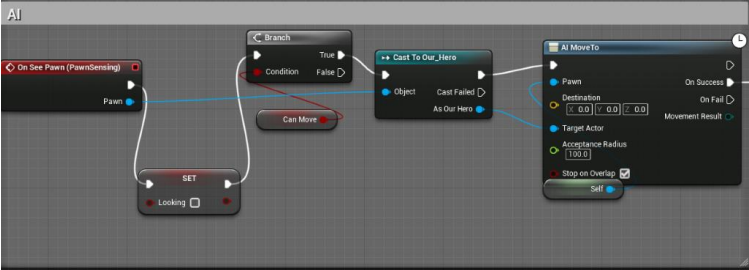 AI
On See Pawn (PawnSensing)
Pawn
SET
Looking
Branch
True
Condition
False
Can Move
Cast To Our_Hero
Object
Cast Failed
As Our Hero
AI MoveTo
Pawn
On Success
Destination
On Fail
X 0.0 Y 0.0 Z 0.0
Movement Result
Target Actor
Acceptance Radius
100.0
Stop on Overlap
Self